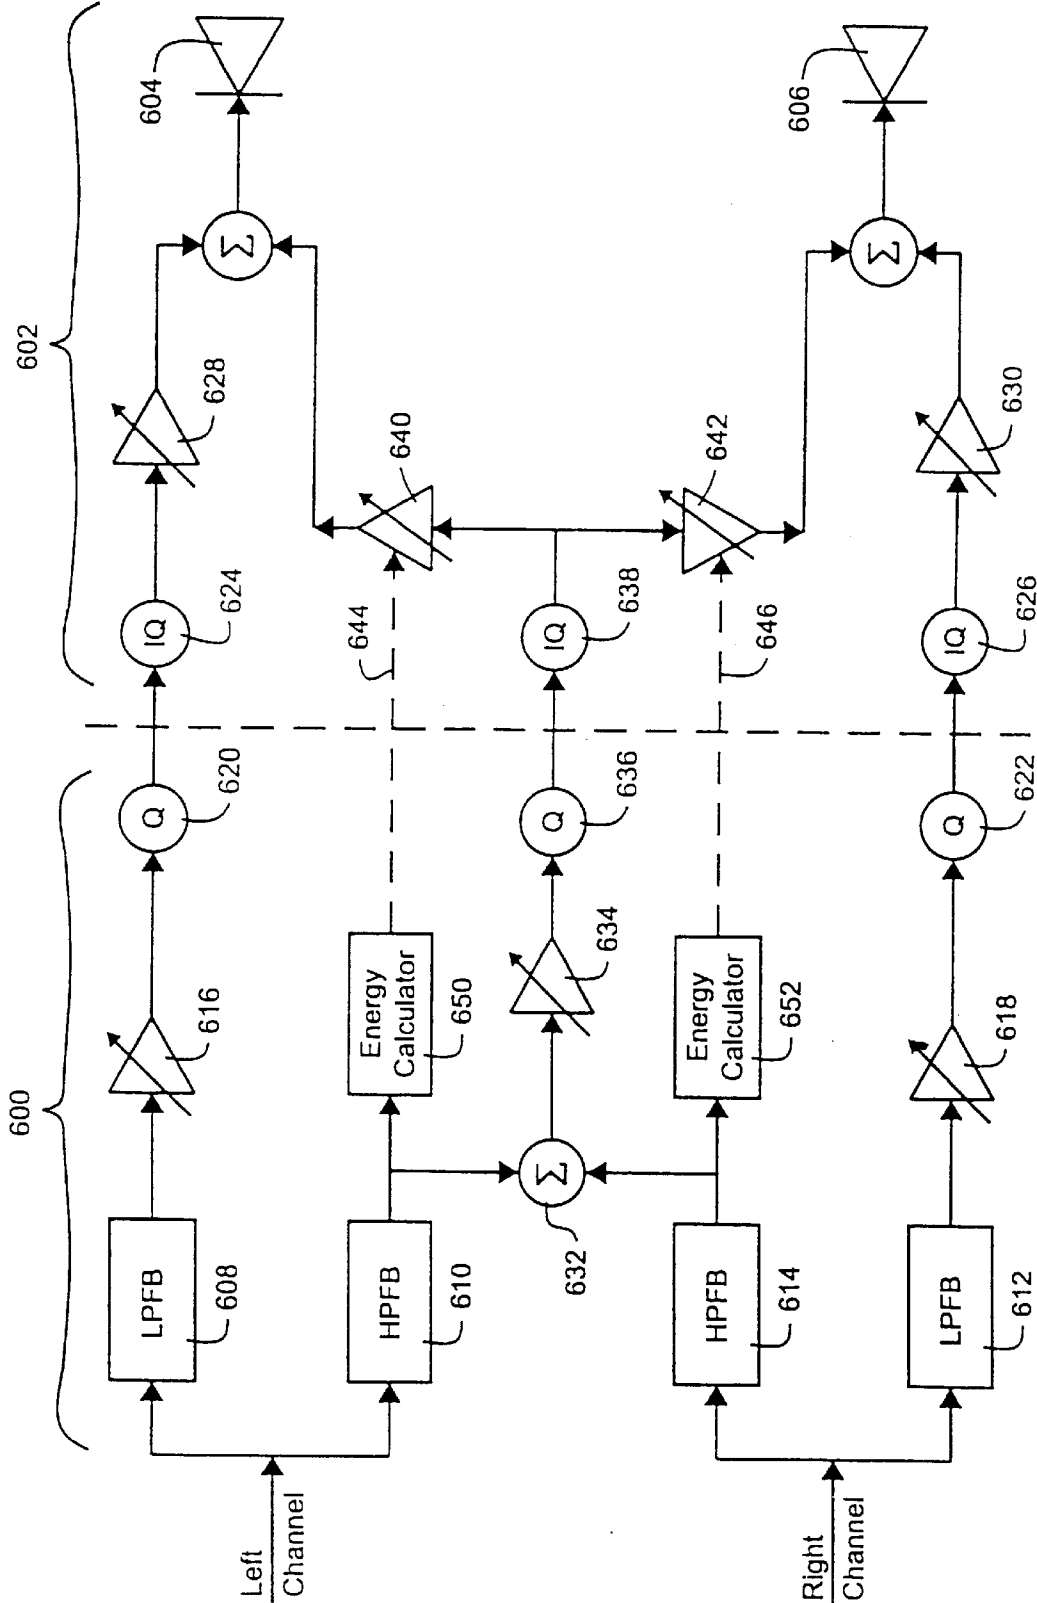 600
602
Left
Channel
LPFB
608
616
Q
620
IQ
624
628
Σ
604
HPFB
610
Energy
Calculator
650
644
640
Σ
632
634
Q
636
IQ
638
HPFB
614
Energy
Calculator
652
646
642
Right
Channel
LPFB
612
618
Q
622
IQ
626
630
Σ
606